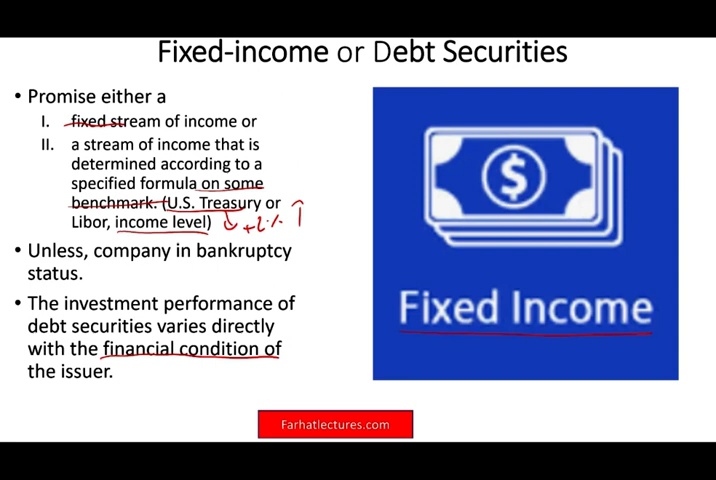 Fixed-income or Debt Securities
• Promise either a
I. fixed stream of income or
II. a stream of income that is
determined according to a
specified formula on some
benchmark. (U.S. Treasury or
Libor, income level) +2%
• Unless, company in bankruptcy
status.
• The investment performance of
debt securities varies directly
with the financial condition of
the issuer.
$
Fixed Income
Farhatlectures.com